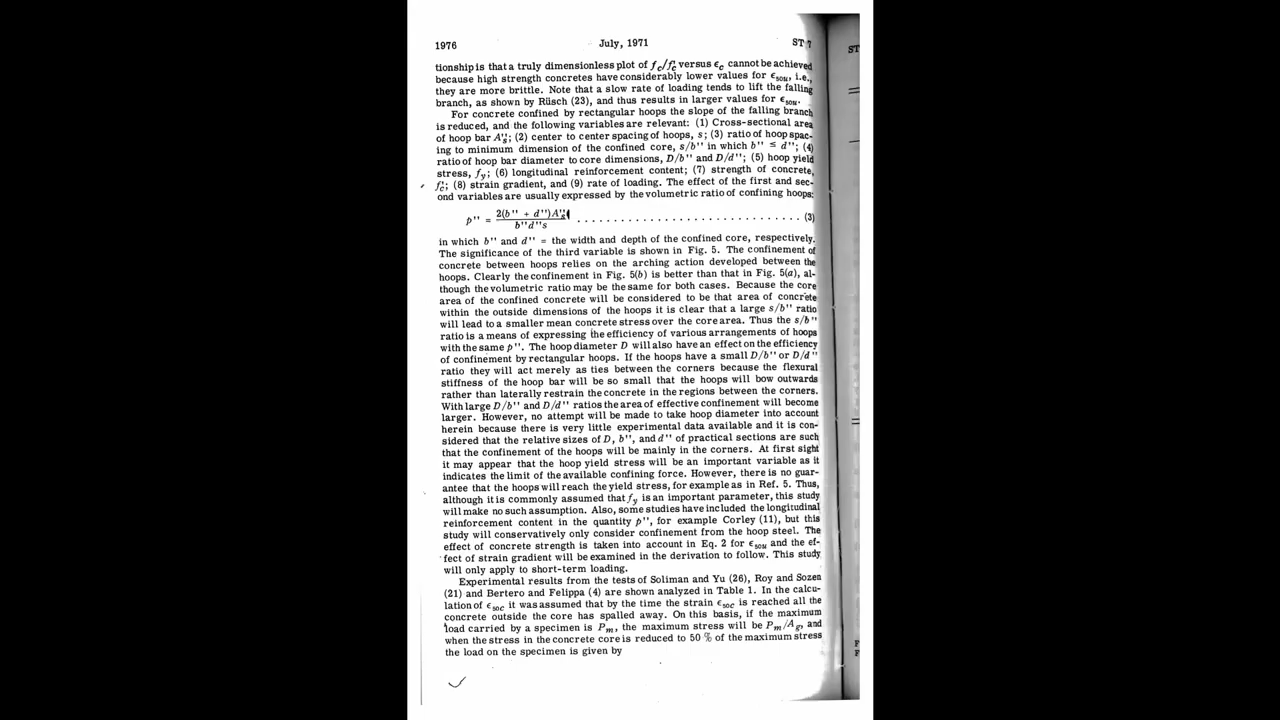 1976
July, 1971
ST 7
tionship is that a truly dimensionless plot of fc/f'c versus εc cannot be achieved
because high strength concretes have considerably lower values for ε50u, i.e.,
they are more brittle. Note that a slow rate of loading tends to lift the falling
branch, as shown by Rüsch (23), and thus results in larger values for ε50u.
For concrete confined by rectangular hoops the slope of the falling branch
is reduced, and the following variables are relevant: (1) Cross-sectional area
of hoop bar A''s; (2) center to center spacing of hoops, s; (3) ratio of hoop spac-
ing to minimum dimension of the confined core, s/b'' in which b'' ≤ d''; (4)
ratio of hoop bar diameter to core dimensions, D/b'' and D/d''; (5) hoop yield
stress, fy; (6) longitudinal reinforcement content; (7) strength of concrete,
f'c; (8) strain gradient, and (9) rate of loading. The effect of the first and sec-
ond variables are usually expressed by the volumetric ratio of confining hoops:
p'' = 2(b'' + d'')A''s / b''d''s . . . . . . . . . . . . . . . . . . . . . . . . . . . . (3)
in which b'' and d'' = the width and depth of the confined core, respectively.
The significance of the third variable is shown in Fig. 5. The confinement of
concrete between hoops relies on the arching action developed between the
hoops. Clearly the confinement in Fig. 5(b) is better than that in Fig. 5(a), al-
though the volumetric ratio may be the same for both cases. Because the core
area of the confined concrete will be considered to be that area of concrete
within the outside dimensions of the hoops it is clear that a large s/b'' ratio
will lead to a smaller mean concrete stress over the core area. Thus the s/b''
ratio is a means of expressing the efficiency of various arrangements of hoops
with the same p''. The hoop diameter D will also have an effect on the efficiency
of confinement by rectangular hoops. If the hoops have a small D/b'' or D/d''
ratio they will act merely as ties between the corners because the flexural
stiffness of the hoop bar will be so small that the hoops will bow outwards
rather than laterally restrain the concrete in the regions between the corners.
With large D/b'' and D/d'' ratios the area of effective confinement will become
larger. However, no attempt will be made to take hoop diameter into account
herein because there is very little experimental data available and it is con-
sidered that the relative sizes of D, b'', and d'' of practical sections are such
that the confinement of the hoops will be mainly in the corners. At first sight
it may appear that the hoop yield stress will be an important variable as it
indicates the limit of the available confining force. However, there is no guar-
antee that the hoops will reach the yield stress, for example as in Ref. 5. Thus,
although it is commonly assumed that fy is an important parameter, this study
will make no such assumption. Also, some studies have included the longitudinal
reinforcement content in the quantity p'', for example Corley (11), but this
study will conservatively only consider confinement from the hoop steel. The
effect of concrete strength is taken into account in Eq. 2 for ε50u and the ef-
fect of strain gradient will be examined in the derivation to follow. This study
will only apply to short-term loading.
Experimental results from the tests of Soliman and Yu (26), Roy and Sozen
(21) and Bertero and Felippa (4) are shown analyzed in Table 1. In the calcu-
lation of ε50c it was assumed that by the time the strain ε50c is reached all the
concrete outside the core has spalled away. On this basis, if the maximum
load carried by a specimen is Pm, the maximum stress will be Pm/Ag, and
when the stress in the concrete core is reduced to 50 % of the maximum stress
the load on the specimen is given by
ST